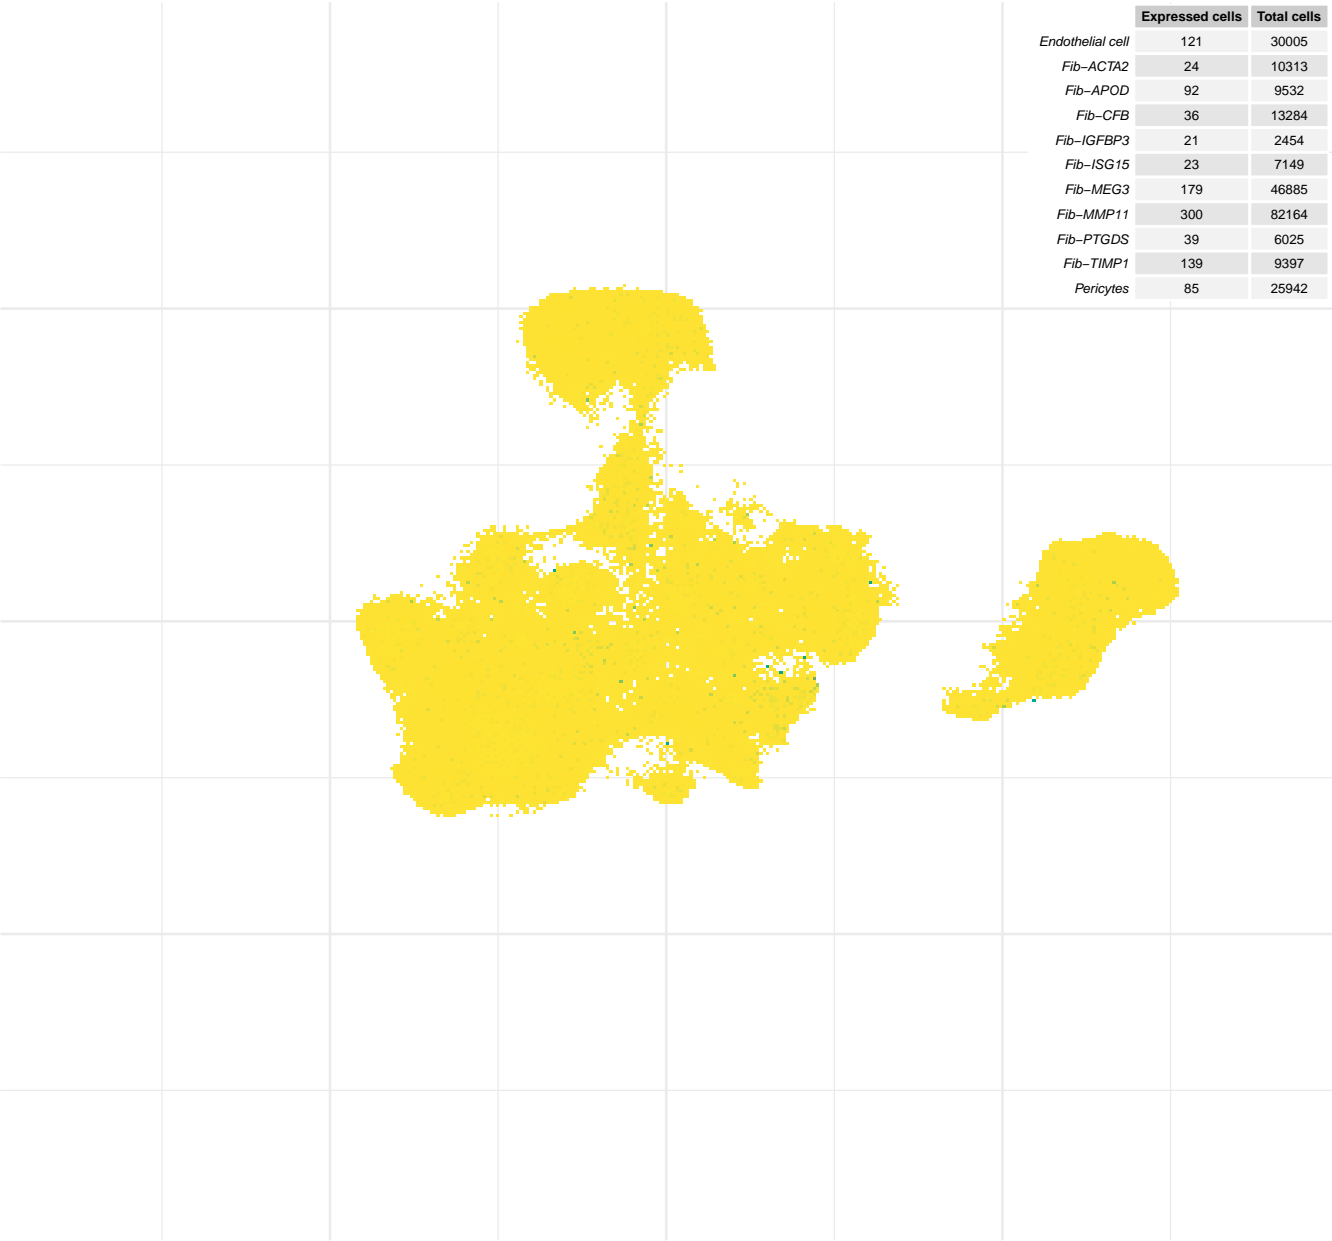 Expressed cells Total cells
Endothelial cell 121 30005
Fib−ACTA2 24 10313
Fib−APOD 92 9532
Fib−CFB 36 13284
Fib−IGFBP3 21 2454
Fib−ISG15 23 7149
Fib−MEG3 179 46885
Fib−MMP11 300 82164
Fib−PTGDS 39 6025
Fib−TIMP1 139 9397
Pericytes 85 25942